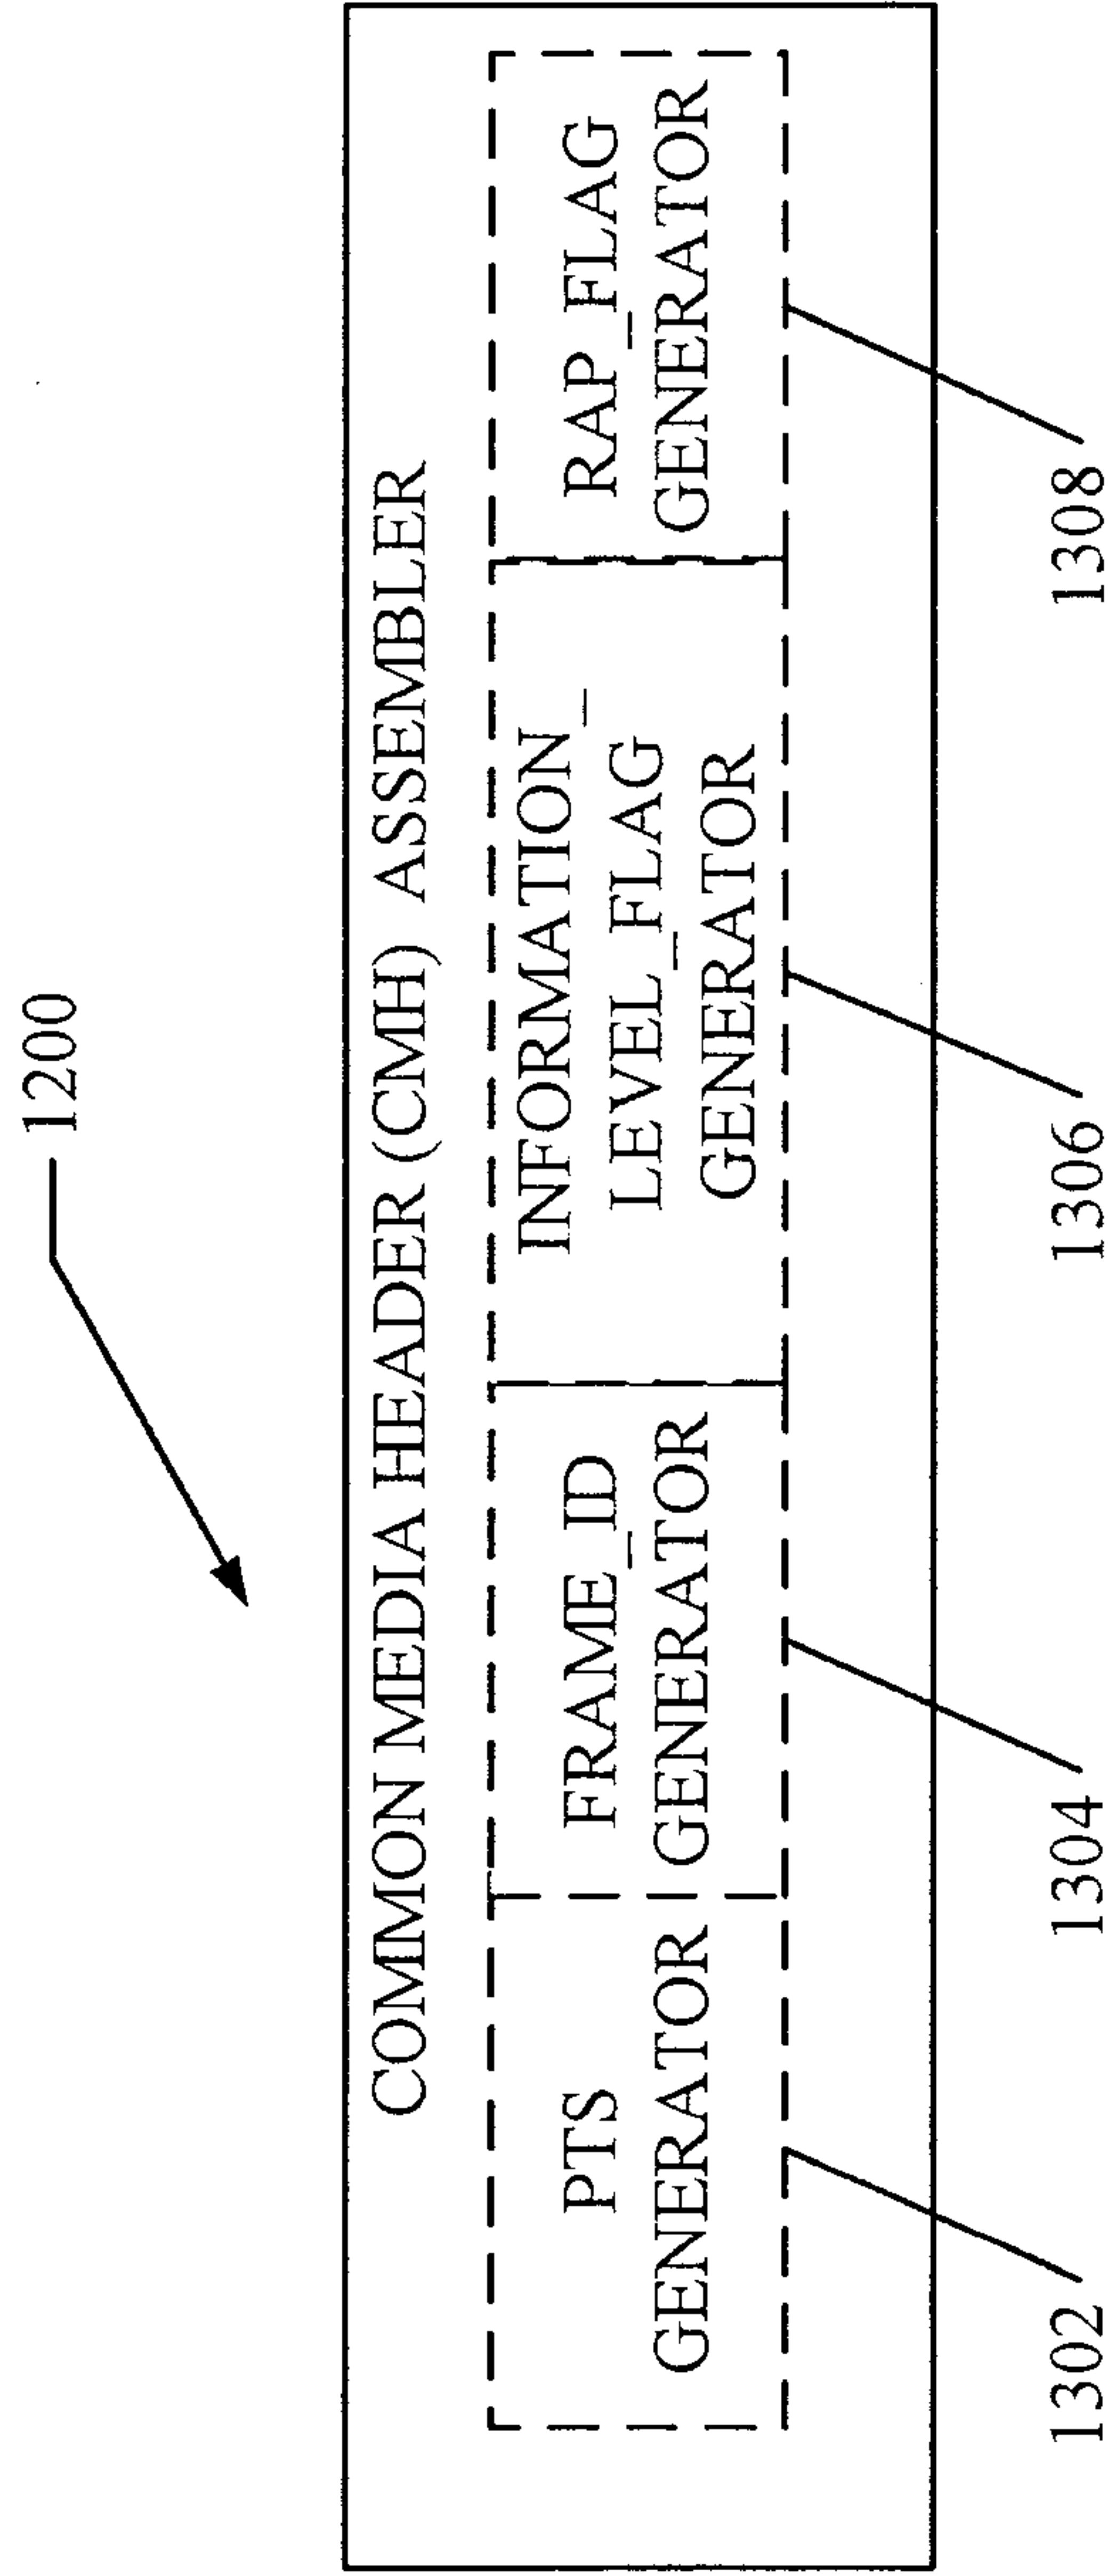 1200
COMMON MEDIA HEADER (CMH) ASSEMBLER
PTS
GENERATOR
FRAME_ID
GENERATOR
INFORMATION_
LEVEL_FLAG
GENERATOR
RAP_FLAG
GENERATOR
1302
1304
1306
1308